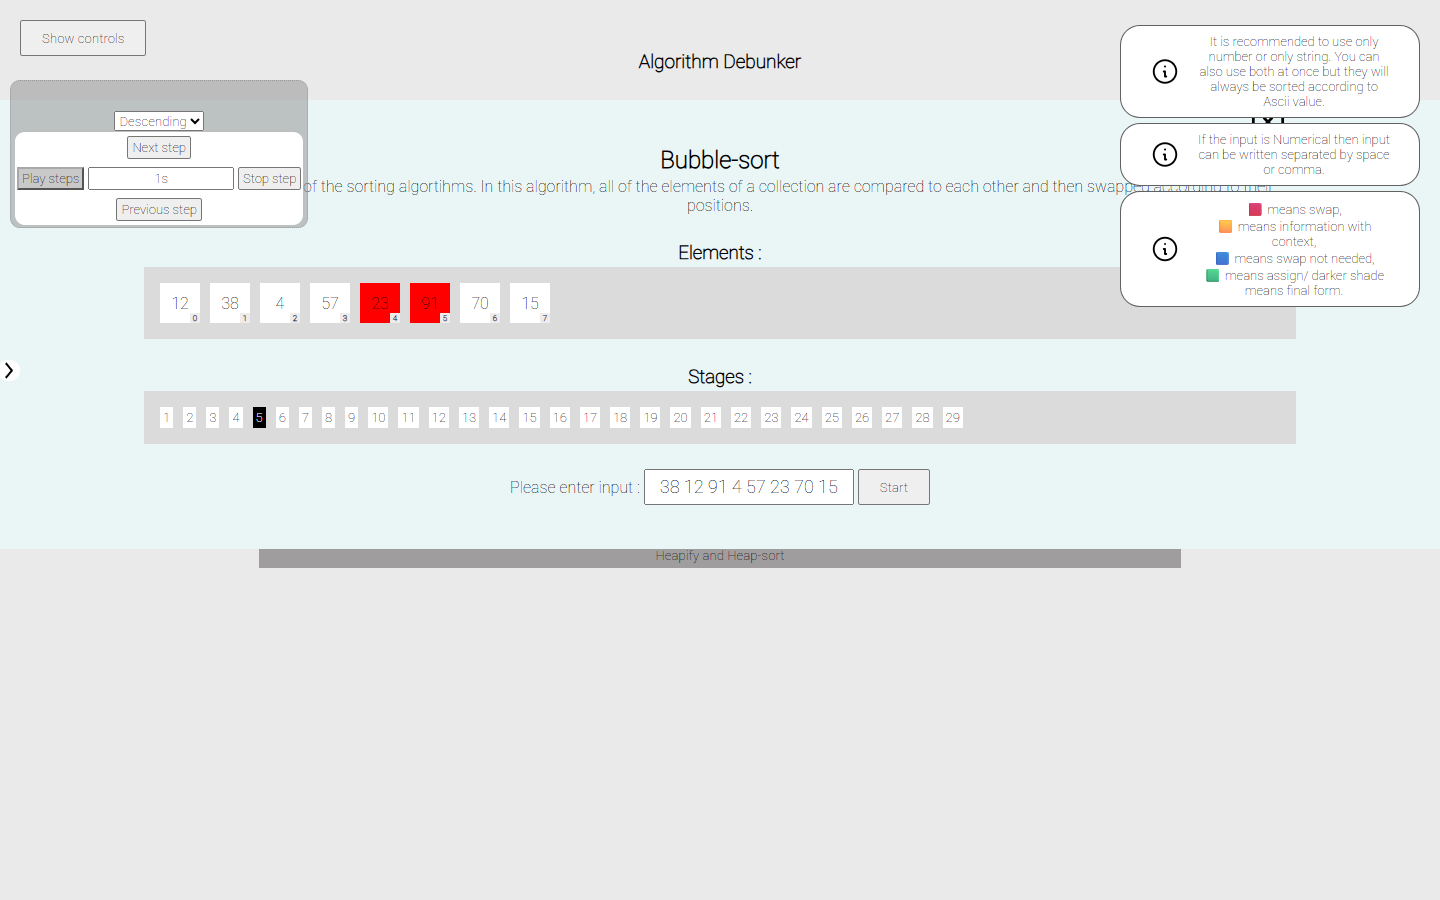 Show controls
Algorithm Debunker
It is recommended to use only
number or only string. You can
also use both at once but they will
always be sorted according to
Ascii value.
Descending
Next step
Play steps
1s
Stop step
Previous step
If the input is Numerical then input
can be written separated by space
or comma.
Bubble-sort
of the sorting algortihms. In this algorithm, all of the elements of a collection are compared to each other and then swapped according to their
positions.
means swap,
means information with
context,
means swap not needed,
means assign/ darker shade
means final form.
Elements :
12 38 4 57 23 91 70 15
0 1 2 3 4 5 6 7
Stages :
1 2 3 4 5 6 7 8 9 10 11 12 13 14 15 16 17 18 19 20 21 22 23 24 25 26 27 28 29
Please enter input : 38 12 91 4 57 23 70 15 Start
Heapify and Heap-sort